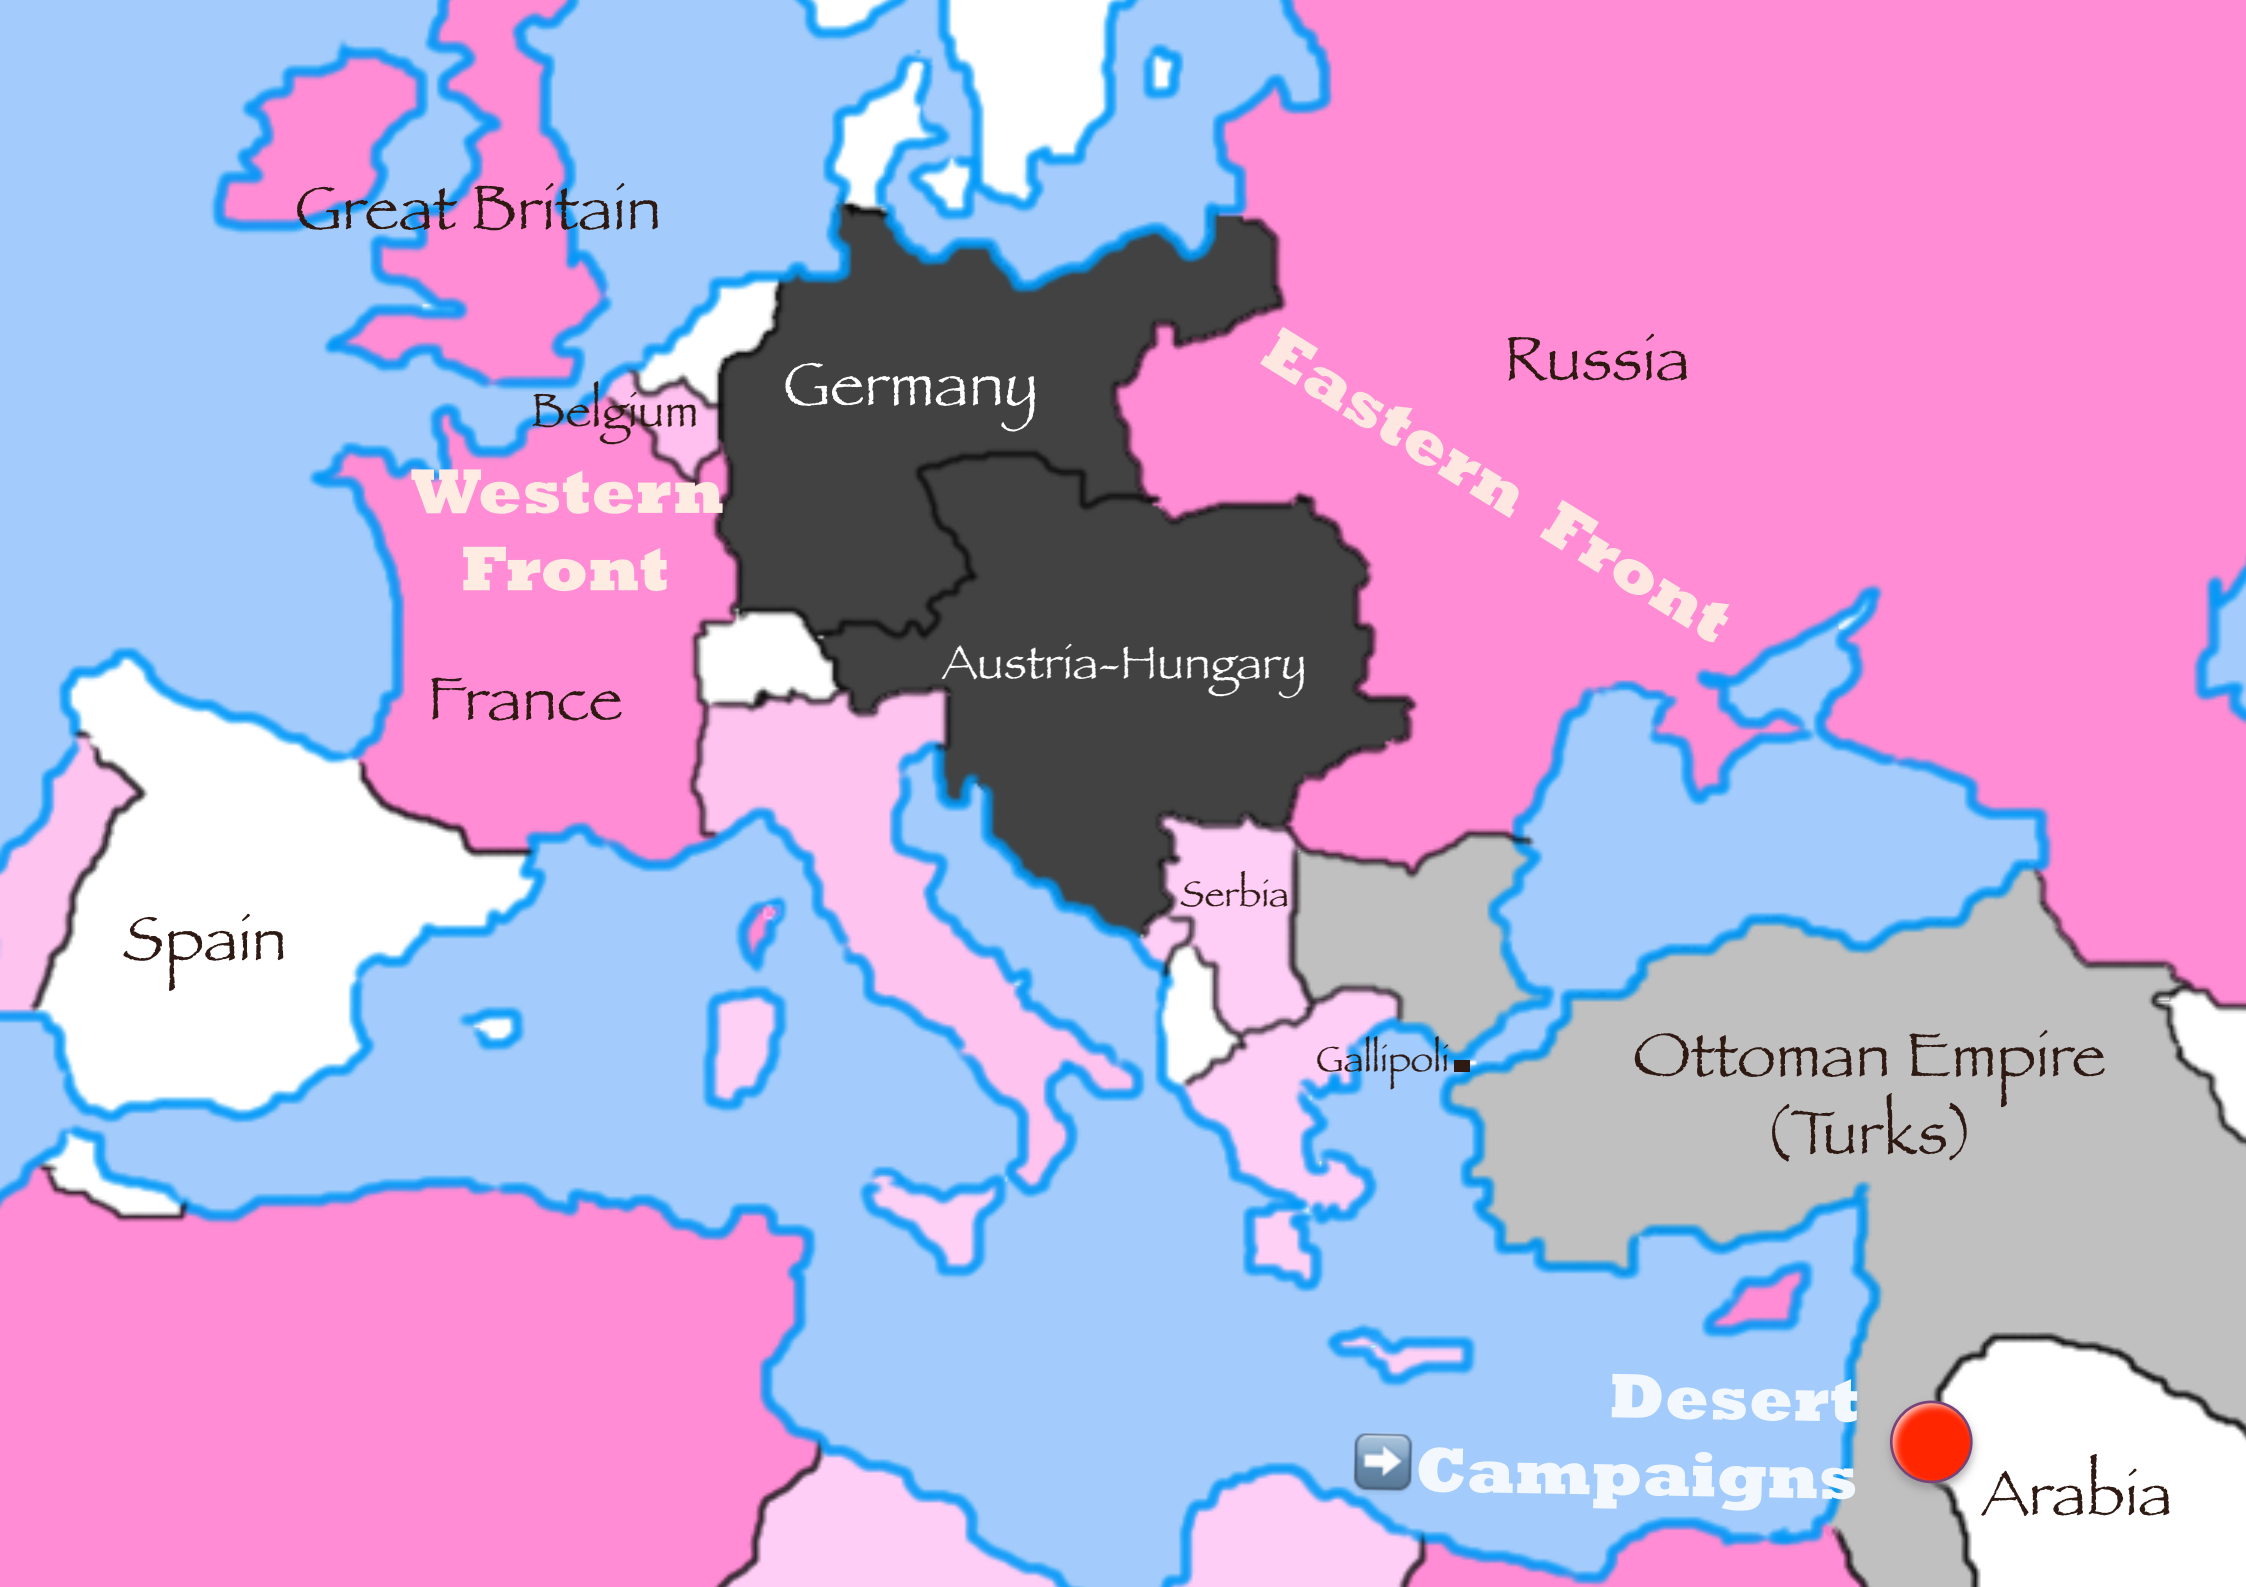 Great Britain
Russia
Germany
Belgium
Eastern Front
Western
Front
Austria-Hungary
France
Serbia
Spain
Gallipoli
Ottoman Empire
(Turks)
Desert
Campaigns
Arabia